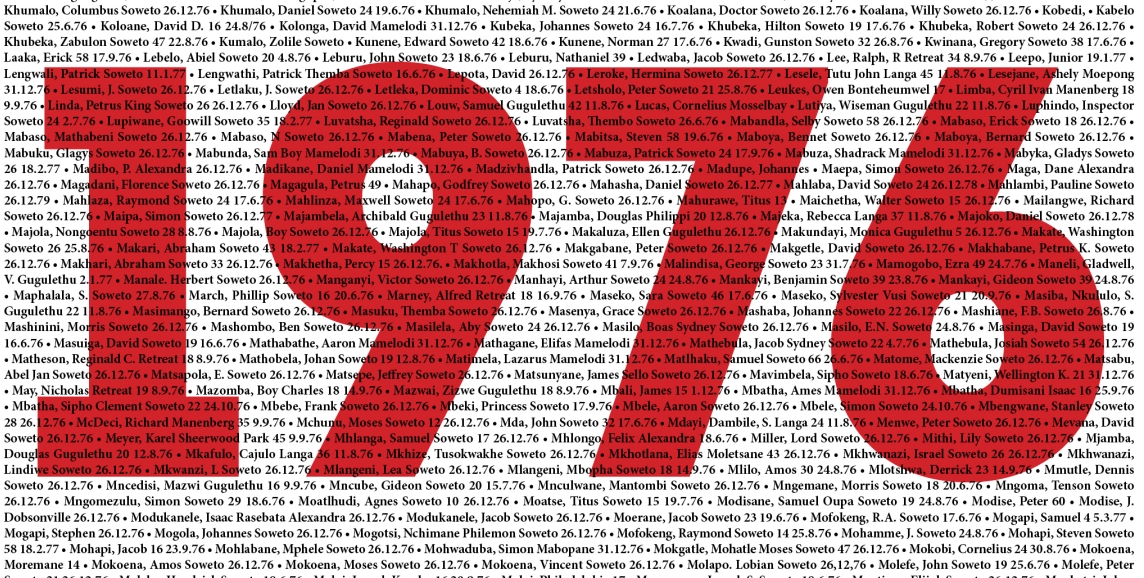 Khumalo, Columbus Soweto 26.12.76 • Khumalo, Daniel Soweto 24 19.6.76 • Khumalo, Nehemiah M. Soweto 24 21.6.76 • Koalana, Doctor Soweto 26.12.76 • Koalana, Willy Soweto 26.12.76 • Kobedi, • Kabelo
Soweto 25.6.76 • Koloane, David D. 16 24.8/76 • Kolonga, David Mamelodi 31.12.76 • Kubeka, Johannes Soweto 24 16.7.76 • Khubeka, Hilton Soweto 19 17.6.76 • Khubeka, Robert Soweto 24 26.12.76 •
Khubeka, Zabulon Soweto 47 22.8.76 • Kumalo, Zolile Soweto • Kunene, Edward Soweto 42 18.6.76 • Kunene, Norman 27 17.6.76 • Kwadi, Gunston Soweto 32 26.8.76 • Kwinana, Gregory Soweto 38 17.6.76 •
Laaka, Erick 58 17.9.76 • Lebelo, Abiel Soweto 20 4.8.76 • Leburu, John Soweto 23 18.6.76 • Leburu, Nathaniel 39 • Ledwaba, Jacob Soweto 26.12.76 • Lee, Ralph, R Retreat 34 8.9.76 • Leepo, Junior 19.1.77 •
Lengwali, Patrick Soweto 11.1.77 • Lengwathi, Patrick Themba Soweto 16.6.76 • Lepota, David 26.12.76 • Leroke, Hermina Soweto 26.12.77 • Lesele, Tutu John Langa 45 11.8.76 • Lesejane, Ashely Moepong
31.12.76 • Lesumi, J. Soweto 26.12.76 • Letlaku, J. Soweto 26.12.76 • Letleka, Dominic Soweto 4 18.6.76 • Letsholo, Peter Soweto 21 25.8.76 • Leukes, Owen Bonteheuwmel 17 • Limba, Cyril Ivan Manenberg 18
9.9.76 • Linda, Petrus King Soweto 26 26.12.76 • Lloyd, Jan Soweto 26.12.76 • Louw, Samuel Gugulethu 42 11.8.76 • Lucas, Cornelius Mosselbay • Lutiya, Wiseman Gugulethu 22 11.8.76 • Luphindo, Inspector
Soweto 24 2.7.76 • Lupiwane, Goowill Soweto 35 18.2.77 • Luvatsha, Reginald Soweto 26.12.76 • Luvatsha, Thembo Soweto 26.6.76 • Mabandla, Selby Soweto 58 26.12.76 • Mabaso, Erick Soweto 18 26.12.76 •
Mabaso, Mathabeni Soweto 26.12.76 • Mabaso, N Soweto 26.12.76 • Mabena, Peter Soweto 26.12.76 • Mabitsa, Steven 58 19.6.76 • Maboya, Bennet Soweto 26.12.76 • Maboya, Bernard Soweto 26.12.76 •
Mabuku, Glagys Soweto 26.12.76 • Mabunda, Sam Boy Mamelodi 31.12.76 • Mabuya, B. Soweto 26.12.76 • Mabuza, Patrick Soweto 24 17.9.76 • Mabuza, Shadrack Mamelodi 31.12.76 • Mabyka, Gladys Soweto
26 18.2.77 • Madibo, P. Alexandra 26.12.76 • Madikane, Daniel Mamelodi 31.12.76 • Madzivhandla, Patrick Soweto 26.12.76 • Madupe, Johannes • Maepa, Simon Soweto 26.12.76 • Maga, Dane Alexandra
26.12.76 • Magadani, Florence Soweto 26.12.76 • Magagula, Petrus 49 • Mahapo, Godfrey Soweto 26.12.76 • Mahasha, Daniel Soweto 26.12.77 • Mahlaba, David Soweto 24 26.12.78 • Mhlambi, Pauline Soweto
26.12.79 • Mahlaza, Raymond Soweto 24 17.6.76 • Mahlinza, Maxwell Soweto 24 17.6.76 • Mahopo, G. Soweto 26.12.76 • Mahurawe, Titus 13 • Maichetha, Walter Soweto 15 26.12.76 • Mailangwe, Richard
Soweto 26.12.76 • Maipa, Simon Soweto 26.12.77 • Majambela, Archibald Gugulethu 23 11.8.76 • Majamba, Douglas Philippi 20 12.8.76 • Majeka, Rebecca Langa 37 11.8.76 • Majoko, Daniel Soweto 26.12.78
• Majola, Nongoentu Soweto 28 8.8.76 • Majola, Boy Soweto 26.12.76 • Majola, Titus Soweto 15 19.7.76 • Makaluza, Ellen Gugulethu 26.12.76 • Makundayi, Monica Gugulethu 5 26.12.76 • Makate, Washington
Soweto 26 25.8.76 • Makari, Abraham Soweto 43 18.2.77 • Makate, Washington T Soweto 26.12.76 • Makgabane, Peter Soweto 26.12.76 • Makgetle, David Soweto 26.12.76 • Makhabane, Petrus K. Soweto
26.12.76 • Makhari, Abraham Soweto 33 26.12.76 • Makhetha, Percy 15 26.12.76. • Makhotla, Makhosi Soweto 41 7.9.76 • Malindisa, George Soweto 23 31.7.76 • Mamogobo, Ezra 49 24.7.76 • Maneli, Gladwell,
V. Gugulethu 2.1.77 • Manale. Herbert Soweto 26.12.76 • Manganyi, Victor Soweto 26.12.76 • Manhayi, Arthur Soweto 24 24.8.76 • Mankayi, Benjamin Soweto 39 23.8.76 • Mankayi, Gideon Soweto 39 24.8.76
• Maphalala, S. Soweto 27.8.76 • March, Phillip Soweto 16 20.6.76 • Marney, Alfred Retreat 18 16.9.76 • Maseko, Sara Soweto 46 17.6.76 • Maseko, Sylvester Vusi Soweto 21 20.9.76 • Masiba, Nkululo, S.
Gugulethu 22 11.8.76 • Masimango, Bernard Soweto 26.12.76 • Masuku, Themba Soweto 26.12.76 • Masenya, Grace Soweto 26.12.76 • Mashaba, Johannes Soweto 22 26.12.76 • Mashiane, F.B. Soweto 26.8.76 •
Mashinini, Morris Soweto 26.12.76 • Mashombo, Ben Soweto 26.12.76 • Masilela, Aby Soweto 24 26.12.76 • Masilo, Boas Sydney Soweto 26.12.76 • Masilo, E.N. Soweto 24.8.76 • Masinga, David Soweto 19
16.6.76 • Masuiga, David Soweto 19 16.6.76 • Mathabathe, Aaron Mamelodi 31.12.76 • Mathagane, Elifas Mamelodi 31.12.76 • Mathebula, Jacob Sydney Soweto 22 4.7.76 • Mathebula, Josiah Soweto 54 26.12.76
• Matheson, Reginald C. Retreat 18 8.9.76 • Mathobela, Johan Soweto 19 12.8.76 • Matimela, Lazarus Mamelodi 31.12.76 • Matlhaku, Samuel Soweto 66 26.6.76 • Matome, Mackenzie Soweto 26.12.76 • Matsabu,
Abel Jan Soweto 26.12.76 • Matsapola, E. Soweto 26.12.76 • Matsepe, Jeffrey Soweto 26.12.76 • Matsunyane, James Sello Soweto 26.12.76 • Mavimbela, Sipho Soweto 18.6.76 • Matyeni, Wellington K. 21 31.12.76
• May, Nicholas Retreat 19 8.9.76 • Mazomba, Boy Charles 18 14.9.76 • Mazwai, Zizwe Gugulethu 18 8.9.76 • Mbali, James 15 1.12.76 • Mbatha, Ames Mamelodi 31.12.76 • Mbatha, Dumisani Isaac 16 25.9.76
• Mbatha, Sipho Clement Soweto 22 24.10.76 • Mbebe, Frank Soweto 26.12.76 • Mbeki, Princess Soweto 17.9.76 • Mbele, Aaron Soweto 26.12.76 • Mbele, Simon Soweto 24.10.76 • Mbengwane, Stanley Soweto
28 26.12.76 • McDeci, Richard Manenberg 35 9.9.76 • Mchunu, Moses Soweto 12 26.12.76 • Mda, John Soweto 32 17.6.76 • Mdayi, Dambile, S. Langa 24 11.8.76 • Menwe, Peter Soweto 26.12.76 • Mevana, David
Soweto 26.12.76 • Meyer, Karel Sheerwood Park 45 9.9.76 • Mhlanga, Samuel Soweto 17 26.12.76 • Mhlongo, Felix Alexandra 18.6.76 • Miller, Lord Soweto 26.12.76 • Mithi, Lily Soweto 26.12.76 • Mjamba,
Douglas Gugulethu 20 12.8.76 • Mkafulo, Cajulo Langa 36 11.8.76 • Mkhize, Tusokwakhe Soweto 26.12.76 • Mkhotlana, Elias Moletsane 43 26.12.76 • Mkhwanazi, Israel Soweto 26 26.12.76 • Mkhwanazi,
Lindiwe Soweto 26.12.76 • Mkwanzi, L Soweto 26.12.76 • Mlangeni, Lea Soweto 26.12.76 • Mlangeni, Mbopha Soweto 18 14.9.76 • Mlilo, Amos 30 24.8.76 • Mlotshwa, Derrick 23 14.9.76 • Mmutle, Dennis
Soweto 26.12.76 • Mncedisi, Mazwi Gugulethu 16 9.9.76 • Mncube, Gideon Soweto 20 15.7.76 • Mnculwane, Mantombi Soweto 26.12.76 • Mngemane, Morris Soweto 18 20.6.76 • Mngoma, Tenson Soweto
26.12.76 • Mngomezulu, Simon Soweto 29 18.6.76 • Moatlhudi, Agnes Soweto 10 26.12.76 • Moatse, Titus Soweto 15 19.7.76 • Modisane, Samuel Oupa Soweto 19 24.8.76 • Modise, Peter 60 • Modise, J.
Dobsonville 26.12.76 • Modukanele, Isaac Rasebata Alexandra 26.12.76 • Modukanele, Jacob Soweto 26.12.76 • Moerane, Jacob Soweto 23 19.6.76 • Mofokeng, R.A. Soweto 17.6.76 • Mogapi, Samuel 4 5.3.77 •
Mogapi, Stephen 26.12.76 • Mogola, Johannes Soweto 26.12.76 • Mogotsi, Nchimane Philemon Soweto 26.12.76 • Mofokeng, Raymond Soweto 14 25.8.76 • Mohamme, J. Soweto 24.8.76 • Mohapi, Steven Soweto
58 18.2.77 • Mohapi, Jacob 16 23.9.76 • Mohlabane, Mphele Soweto 26.12.76 • Mohwaduba, Simon Mabopane 31.12.76 • Mokgatle, Mohatle Moses Soweto 47 26.12.76 • Mokobi, Cornelius 24 30.8.76 • Mokoena,
Moremane 14 • Mokoena, Amos Soweto 26.12.76 • Mokoena, Moses Soweto 26.12.76 • Mokoena, Vincent Soweto 26.12.76 • Molapo. Lobian Soweto 26,12,76 • Molefe, John Soweto 19 25.6.76 • Molefe, Soweto
1976